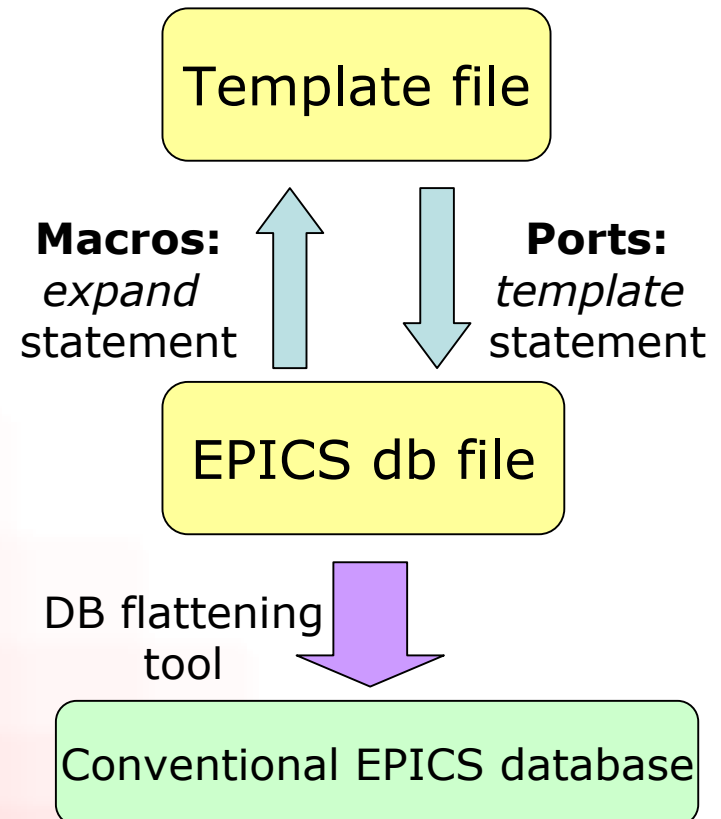 Template file
Macros:
expand
statement
Ports:
template
statement
EPICS db file
DB flattening
tool
Conventional EPICS database